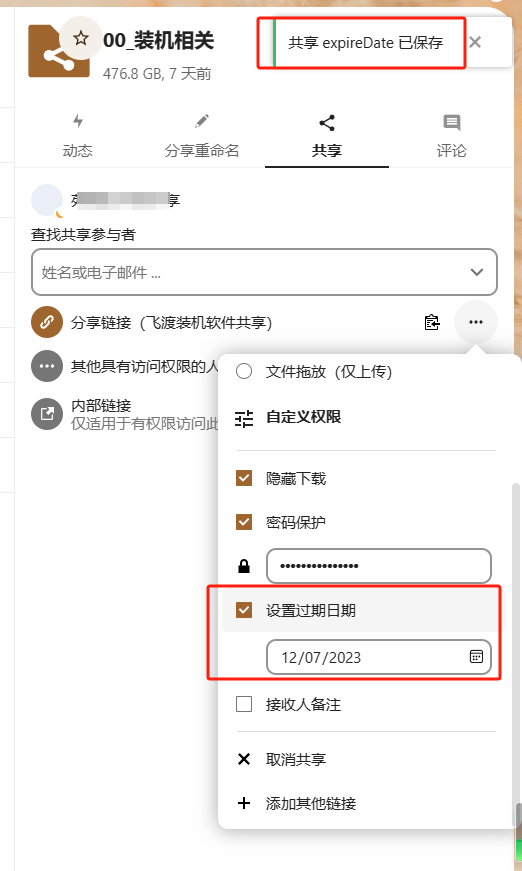 00_装机相关
共享 expireDate 已保存
476.8 GB, 7 天前
动态
分享重命名
共享
评论
享
查找共享参与者
姓名或电子邮件 ...
分享链接（飞渡装机软件共享）
其他具有访问权限的人
内部链接
仅适用于有权限访问此
文件拖放（仅上传）
自定义权限
隐藏下载
密码保护
•••••••••••••••
设置过期日期
12/07/2023
接收人备注
取消共享
添加其他链接